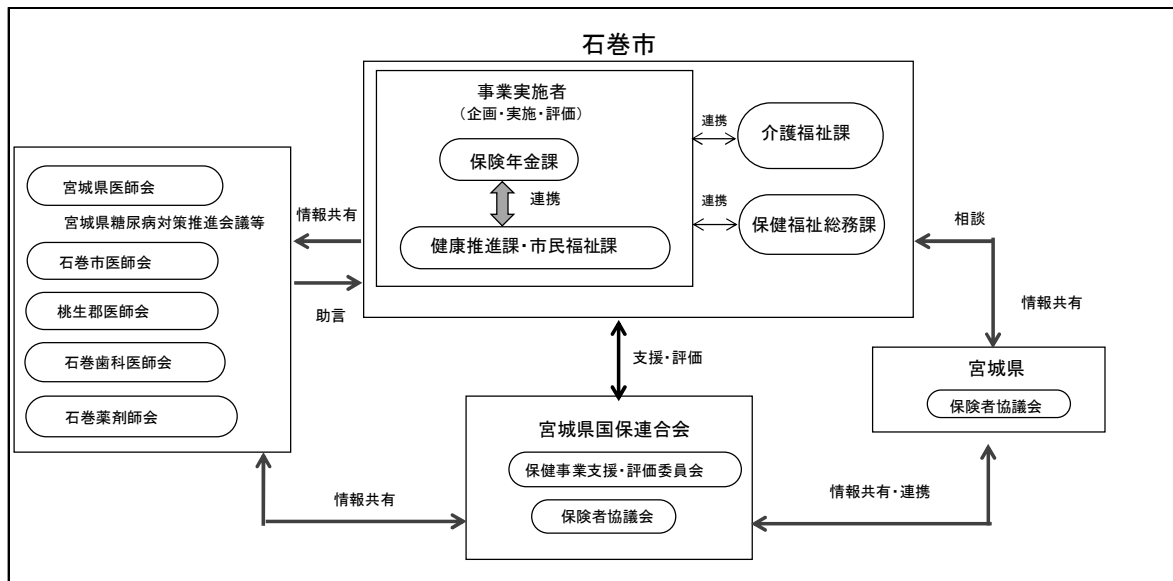 石巻市
事業実施者
(企画・実施・評価)
保険年金課
連携
健康推進課・市民福祉課
連携
介護福祉課
連携
保健福祉総務課
宮城県医師会
宮城県糖尿病対策推進会議等
石巻市医師会
桃生郡医師会
石巻歯科医師会
石巻薬剤師会
情報共有
助言
相談
情報共有
支援・評価
宮城県
保険者協議会
宮城県国保連合会
保健事業支援・評価委員会
保険者協議会
情報共有
情報共有・連携